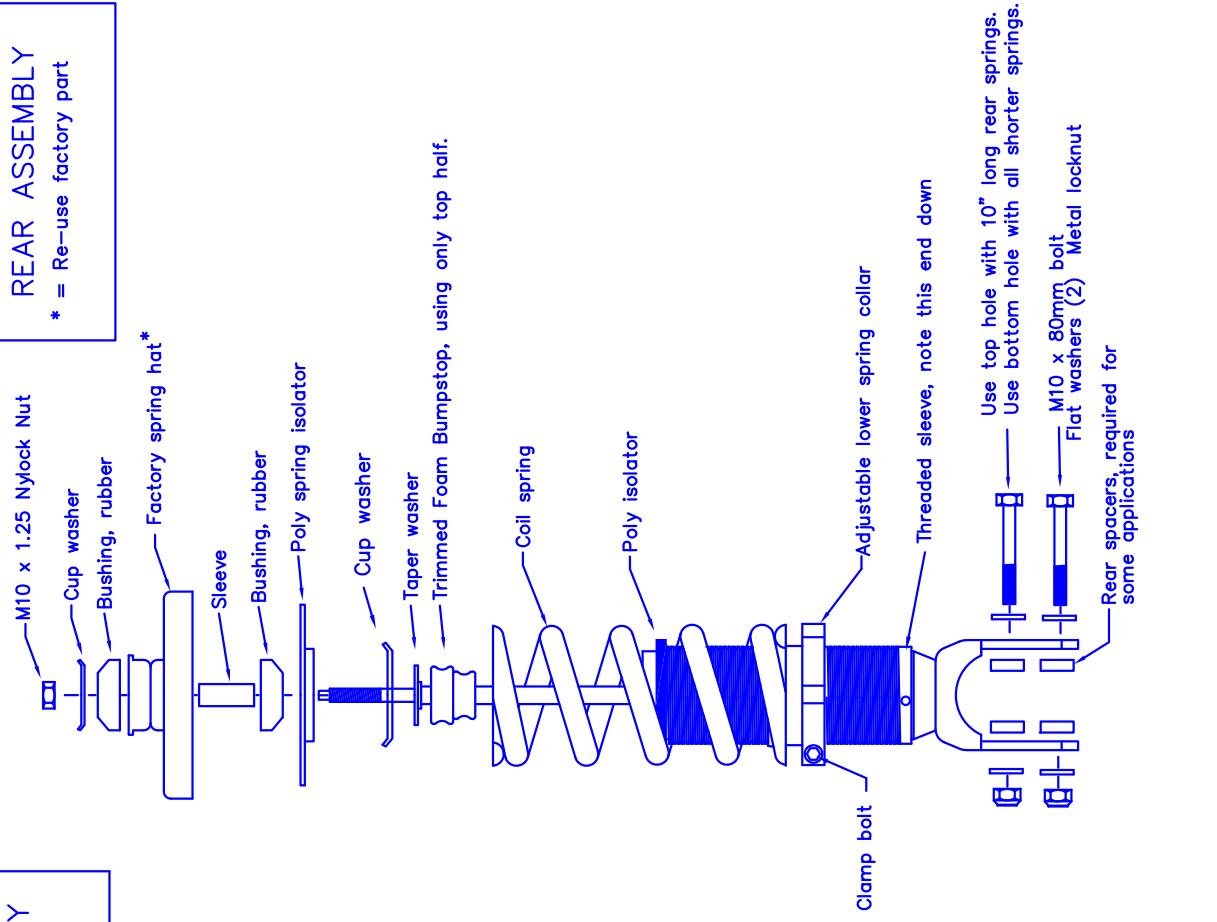 REAR ASSEMBLY
* = Re-use factory part
M10 x 1.25 Nylock Nut
Cup washer
Bushing, rubber
Factory spring hat*
Sleeve
Bushing, rubber
Poly spring isolator
Cup washer
Taper washer
Trimmed Foam Bumpstop, using only top half.
Coil spring
Poly isolator
Adjustable lower spring collar
Clamp bolt
Threaded sleeve, note this end down
Use top hole with 10" long rear springs.
Use bottom hole with all shorter springs.
M10 x 80mm bolt
Flat washers (2) Metal locknut
Rear spacers, required for
some applications
Y